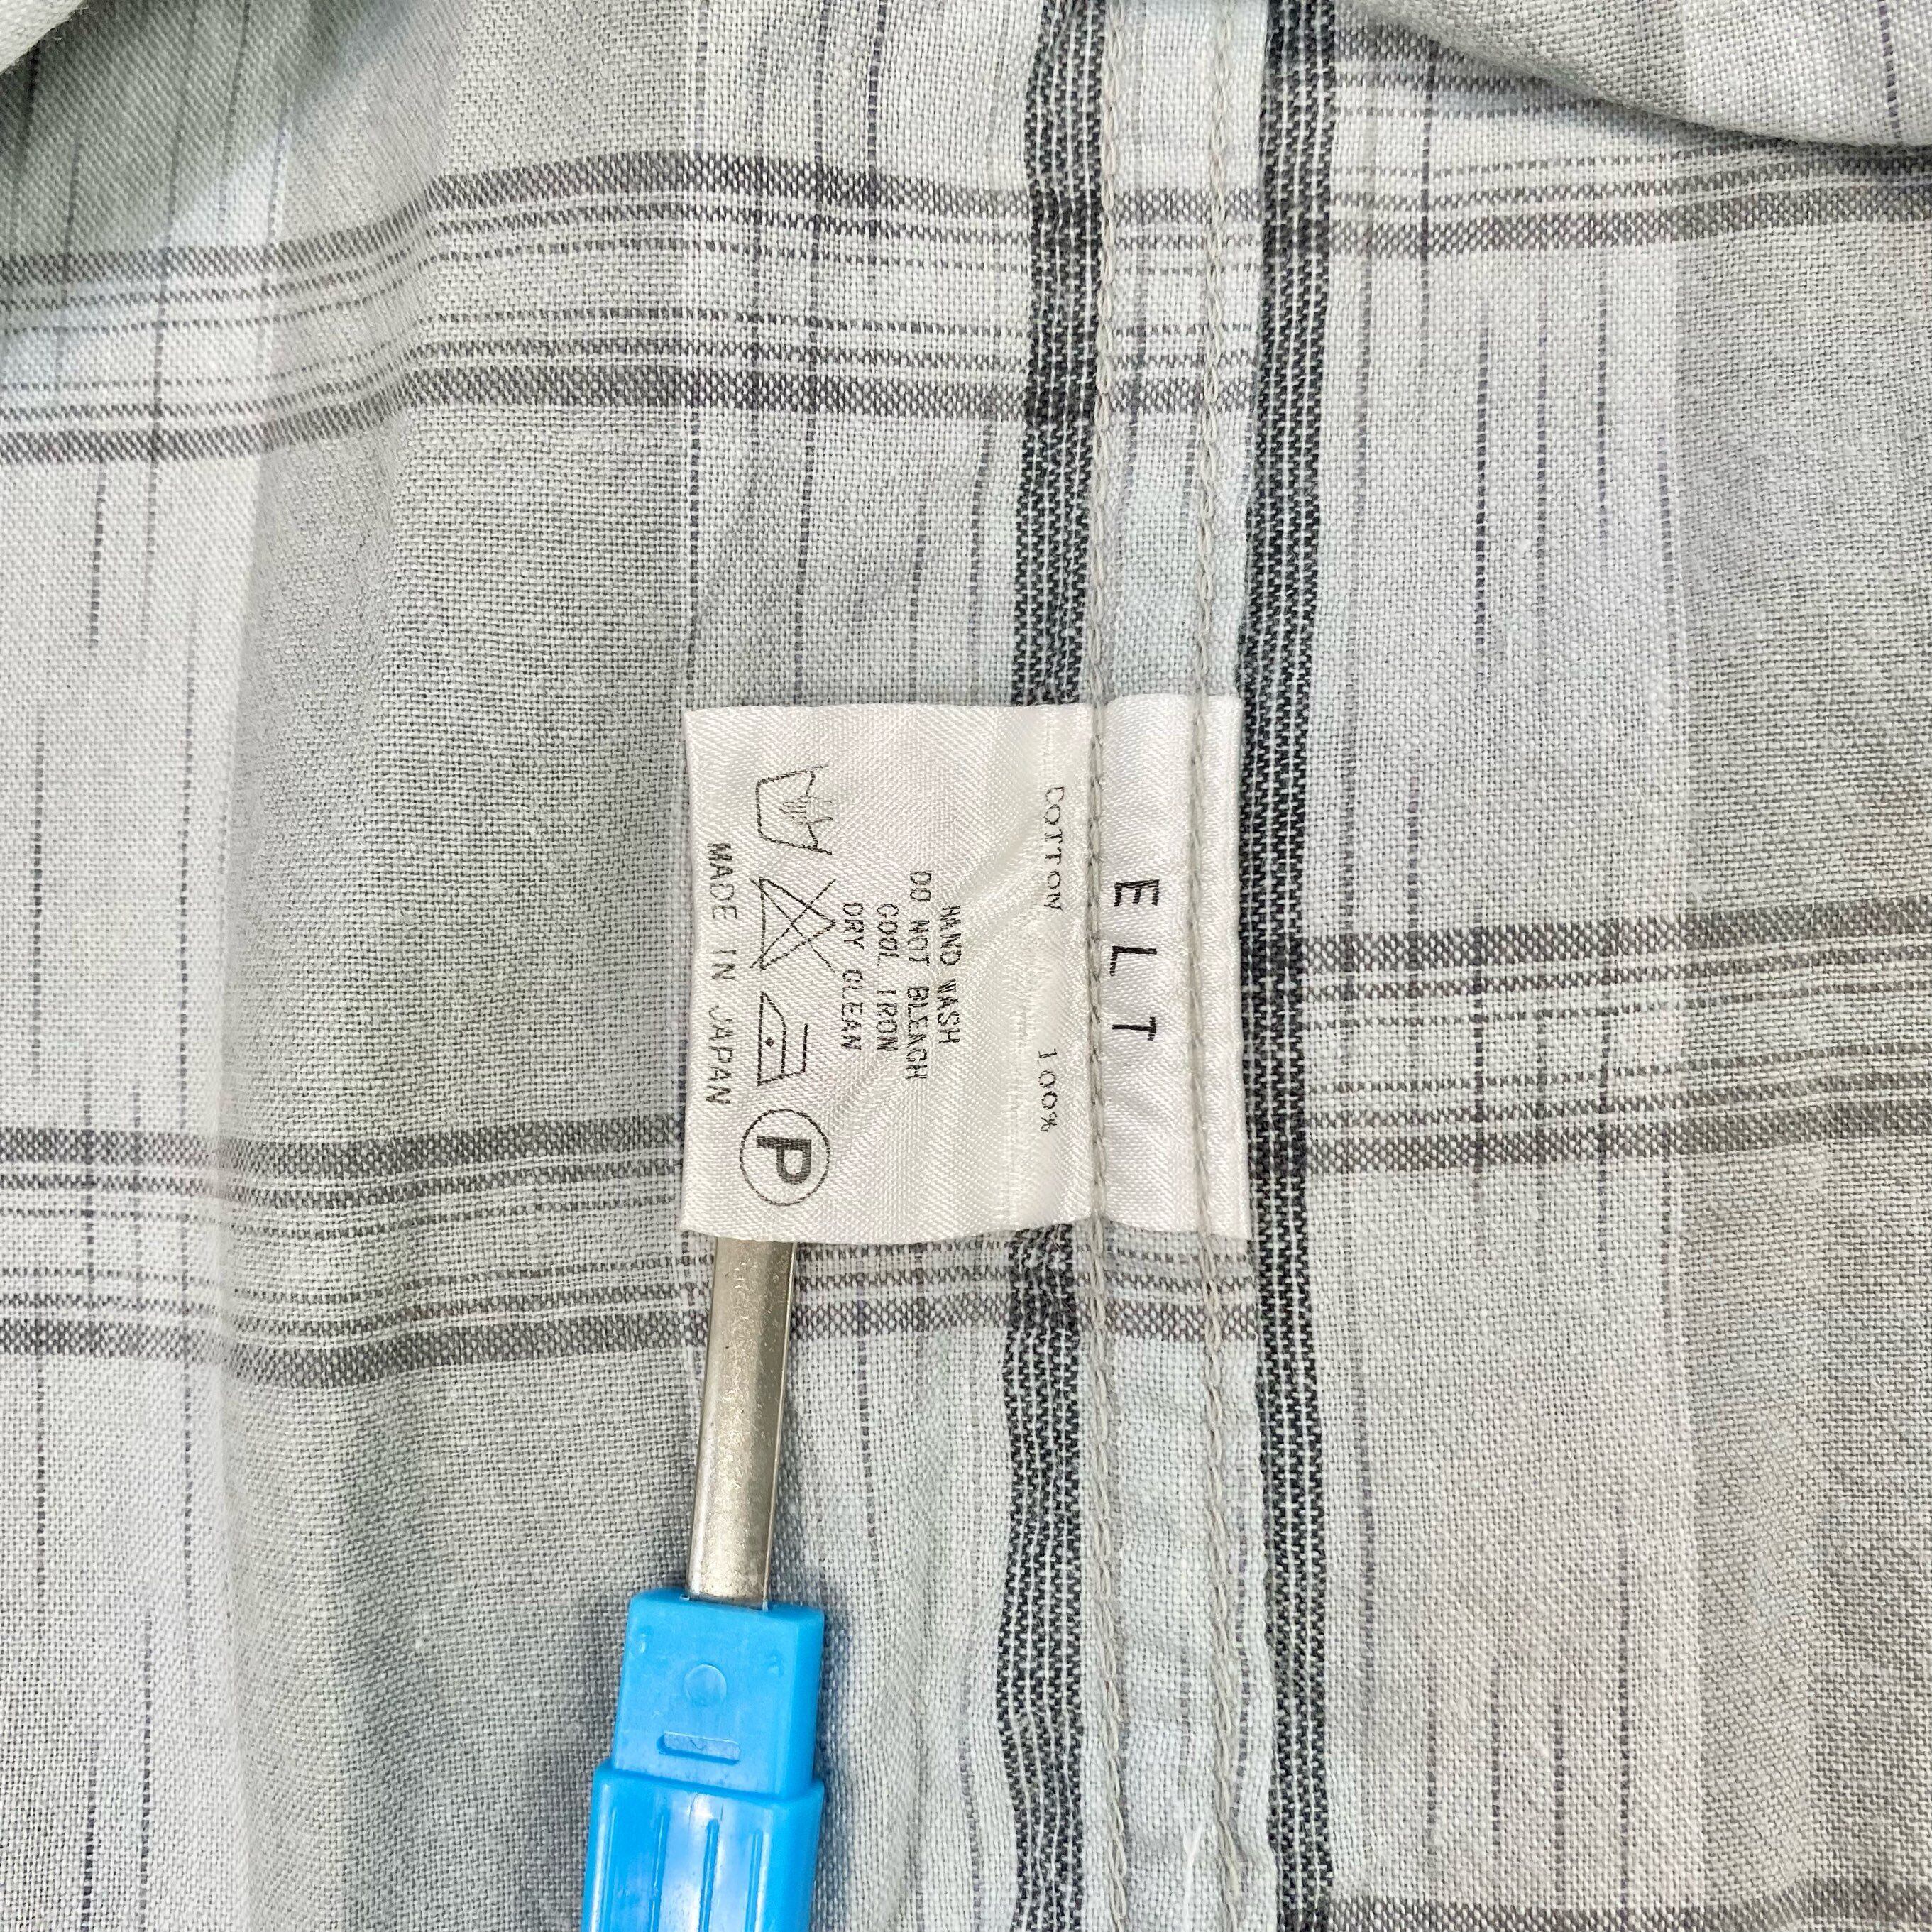 ELT
COTTON 100%
HAND WASH
DO NOT BLEACH
COOL IRON
DRY CLEAN
P
MADE IN JAPAN